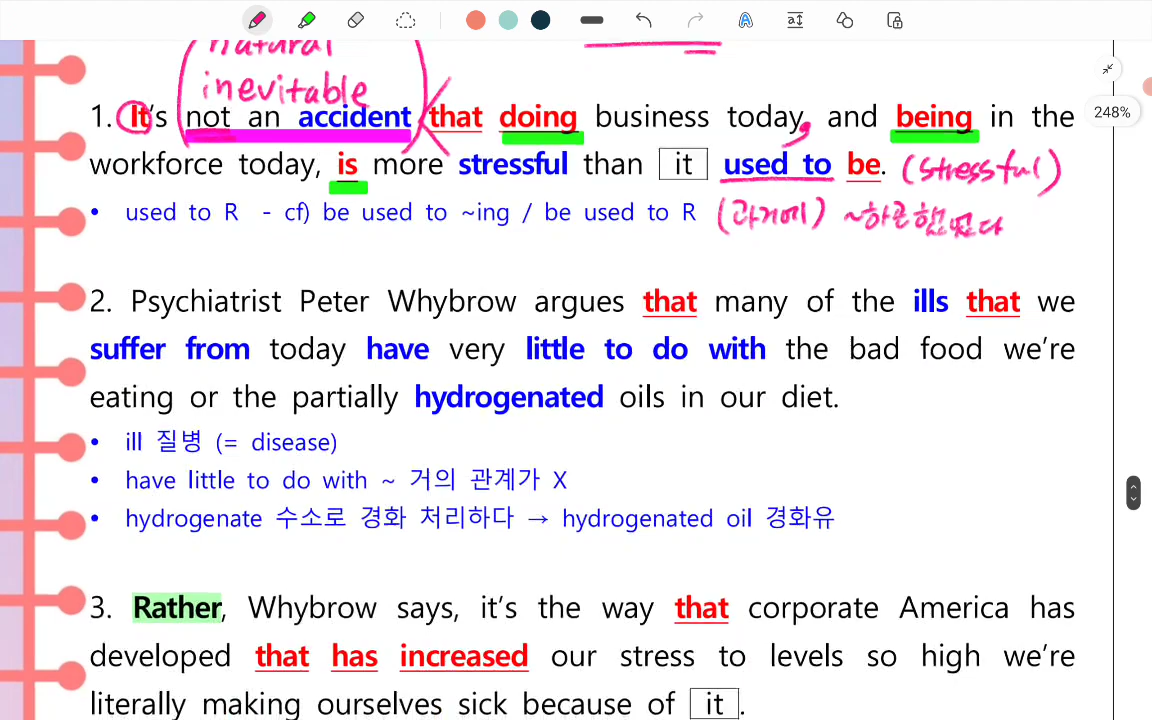 natural
inevitable
248%
1. It's not an accident that doing business today, and being in the
workforce today, is more stressful than it used to be. (stressful)
• used to R - cf) be used to ~ing / be used to R (과거에) ~하곤했었다
2. Psychiatrist Peter Whybrow argues that many of the ills that we
suffer from today have very little to do with the bad food we're
eating or the partially hydrogenated oils in our diet.
• ill 질병 (= disease)
• have little to do with ~ 거의 관계가 X
• hydrogenate 수소로 경화 처리하다 → hydrogenated oil 경화유
3. Rather, Whybrow says, it's the way that corporate America has
developed that has increased our stress to levels so high we're
literally making ourselves sick because of it.